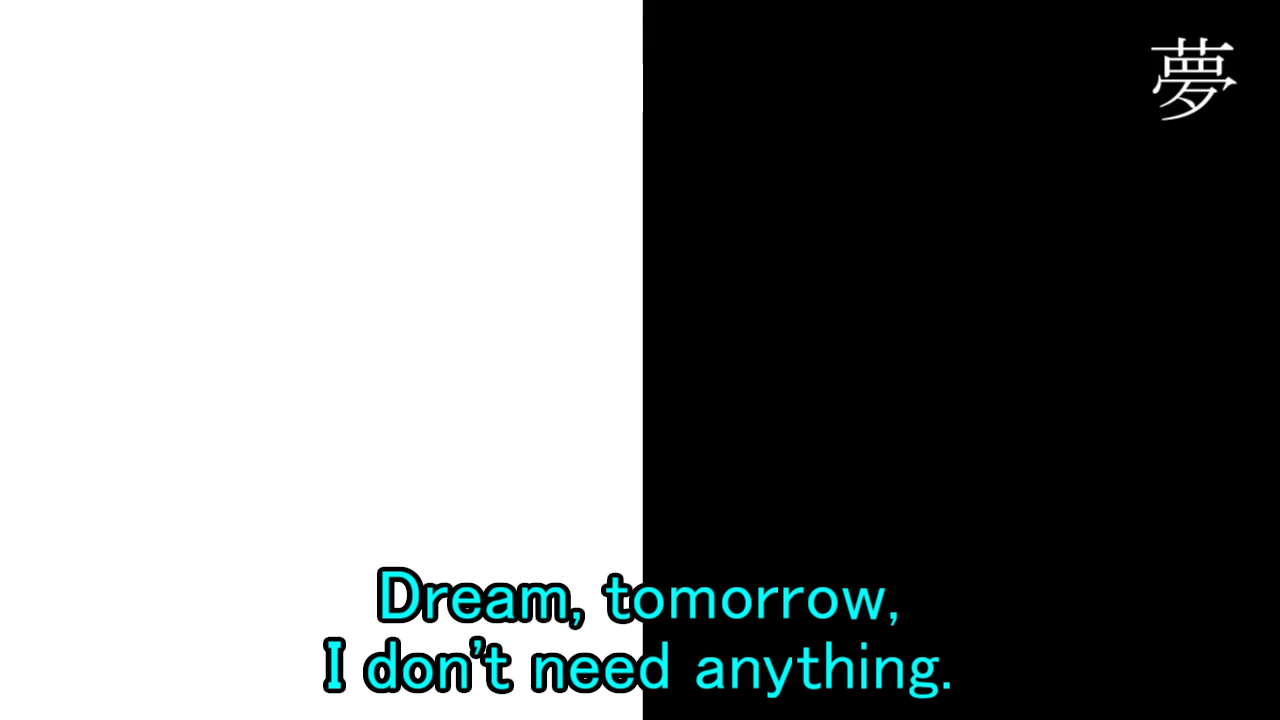 夢
Dream, tomorrow,
I don't need anything.